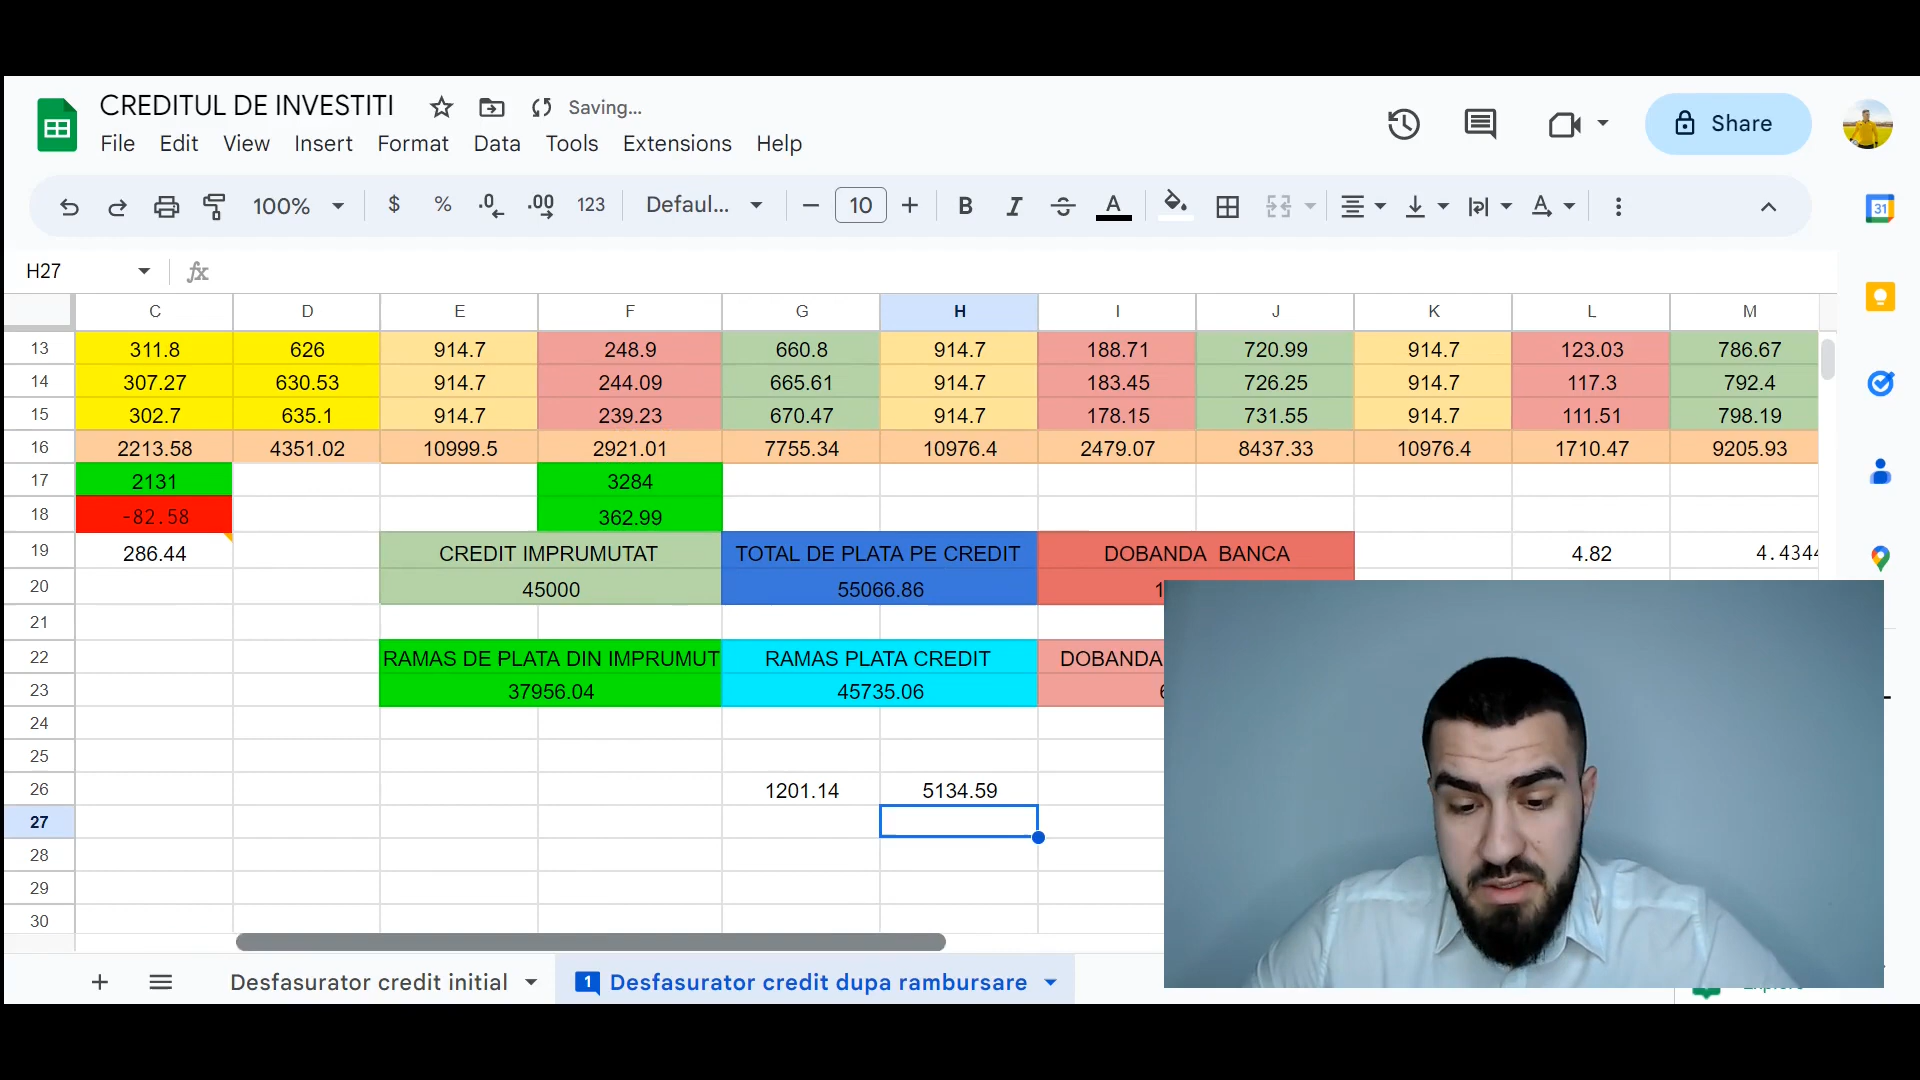 CREDITUL DE INVESTITI Saving...
File Edit View Insert Format Data Tools Extensions Help
Share
100% $ % .0 .00 123 Defaul... 10 B I A
31
H27 fx
C D E F G H I J K L M
13 311.8 626 914.7 248.9 660.8 914.7 188.71 720.99 914.7 123.03 786.67
14 307.27 630.53 914.7 244.09 665.61 914.7 183.45 726.25 914.7 117.3 792.4
15 302.7 635.1 914.7 239.23 670.47 914.7 178.15 731.55 914.7 111.51 798.19
16 2213.58 4351.02 10999.5 2921.01 7755.34 10976.4 2479.07 8437.33 10976.4 1710.47 9205.93
17 2131 3284
18 -82.58 362.99
19 286.44 CREDIT IMPRUMUTAT TOTAL DE PLATA PE CREDIT DOBANDA BANCA 4.82 4.434
20 45000 55066.86 1
21
22 RAMAS DE PLATA DIN IMPRUMUT RAMAS PLATA CREDIT DOBANDA
23 37956.04 45735.06
24
25
26 1201.14 5134.59
27
28
29
30
Desfasurator credit initial 1 Desfasurator credit dupa rambursare